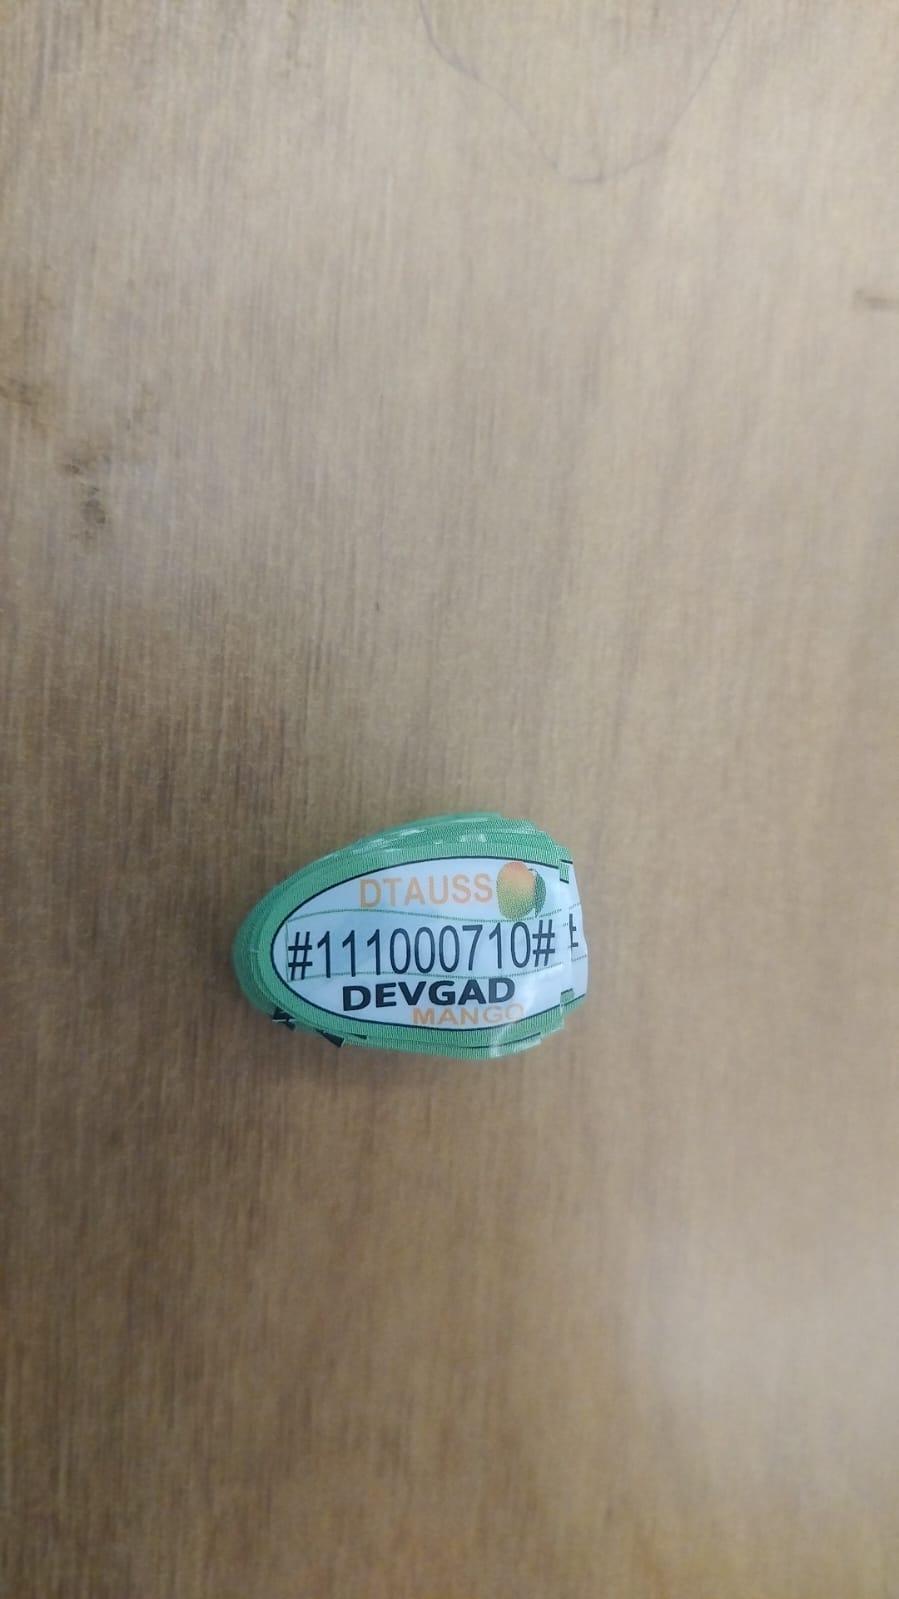 DTAUSS
#111000710#
DEVGAD
MANGO